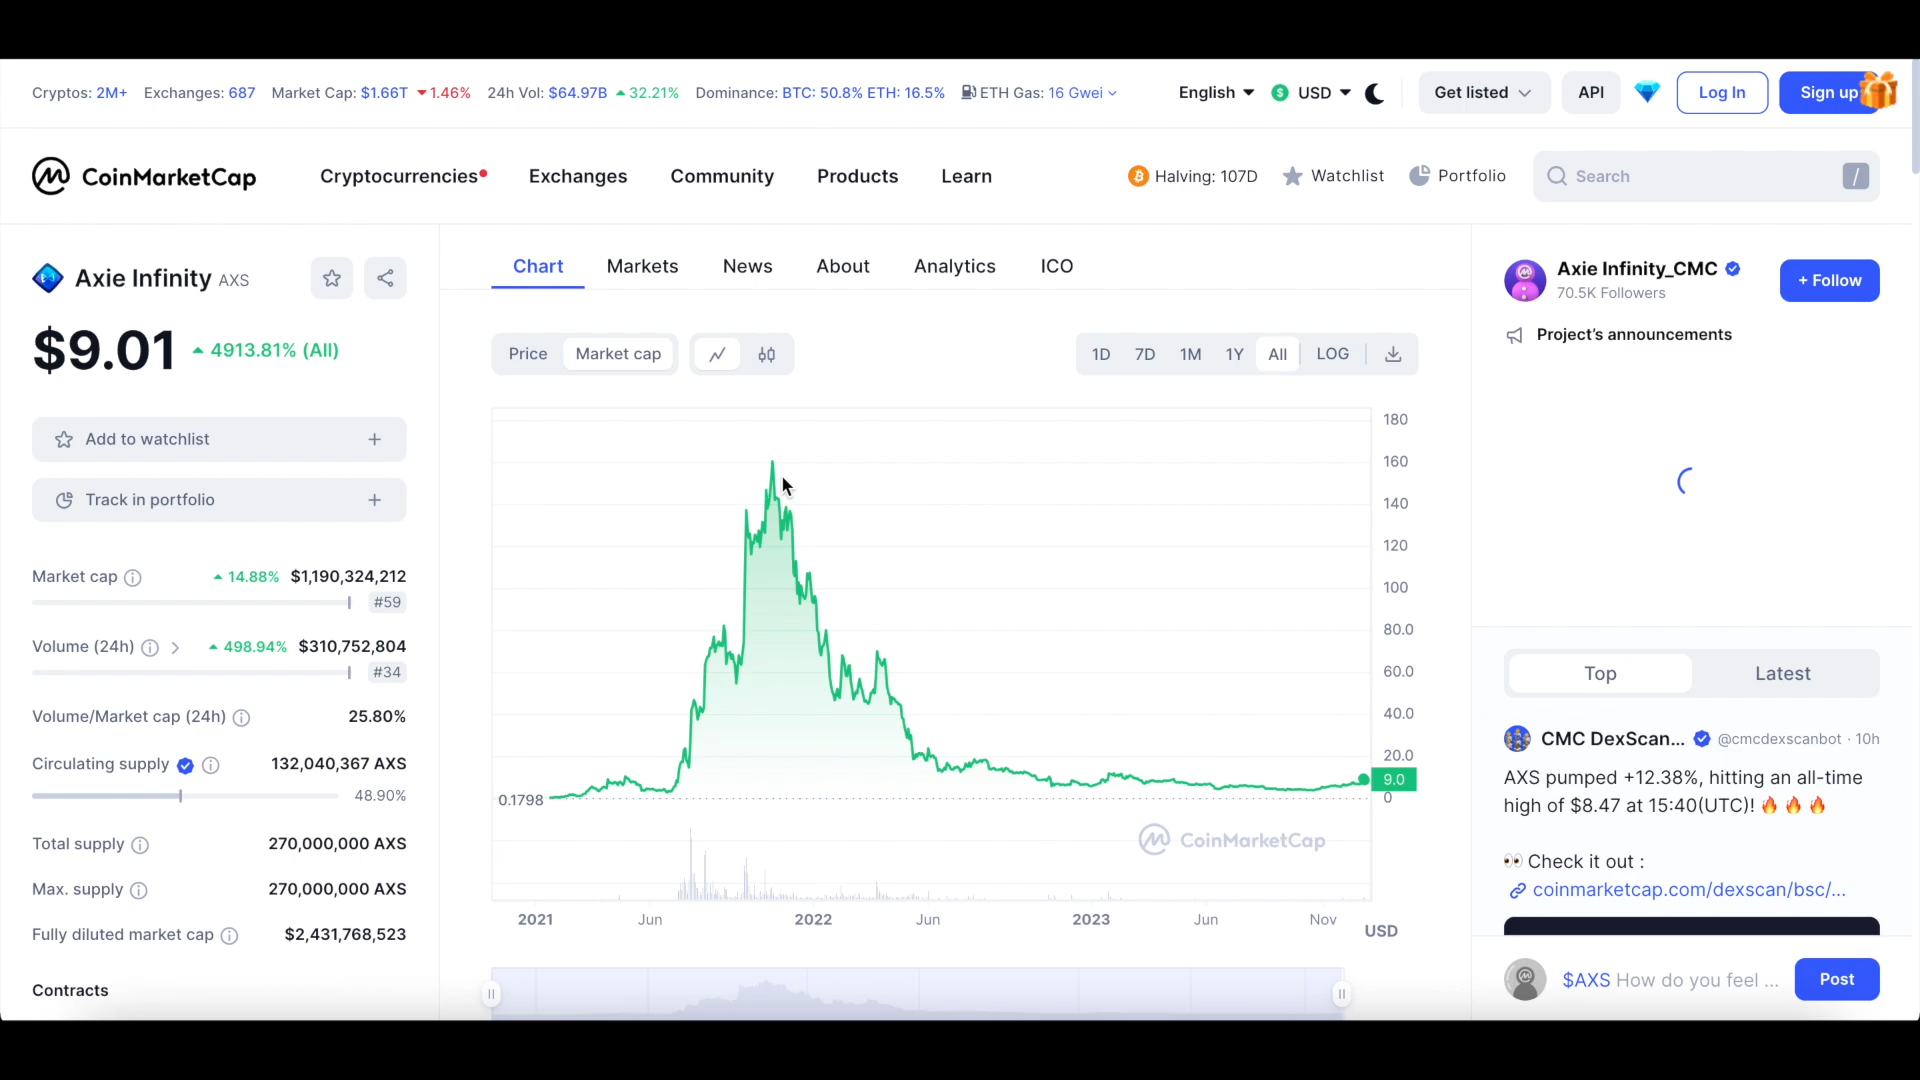 Cryptos: 2M+ Exchanges: 687 Market Cap: $1.66T 1.46% 24h Vol: $64.97B 32.21% Dominance: BTC: 50.8% ETH: 16.5% ETH Gas: 16 Gwei
English USD Get listed API Log In Sign up
CoinMarketCap
Cryptocurrencies Exchanges Community Products Learn
Halving: 107D Watchlist Portfolio Search /
Axie Infinity AXS
$9.01 4913.81% (All)
Add to watchlist +
Track in portfolio +
Market cap 14.88% $1,190,324,212
#59
Volume (24h) 498.94% $310,752,804
#34
Volume/Market cap (24h) 25.80%
Circulating supply 132,040,367 AXS
48.90%
Total supply 270,000,000 AXS
Max. supply 270,000,000 AXS
Fully diluted market cap $2,431,768,523
Contracts
Chart Markets News About Analytics ICO
Price Market cap
1D 7D 1M 1Y All LOG
180
160
140
120
100
80.0
60.0
40.0
20.0
9.0
0
0.1798
CoinMarketCap
2021 Jun 2022 Jun 2023 Jun Nov
USD
Axie Infinity_CMC
70.5K Followers
+ Follow
Project's announcements
Top Latest
CMC DexScan... @cmcdexscanbot · 10h
AXS pumped +12.38%, hitting an all-time
high of $8.47 at 15:40(UTC)! 🔥 🔥 🔥
👀 Check it out :
coinmarketcap.com/dexscan/bsc/...
$AXS How do you feel ... Post